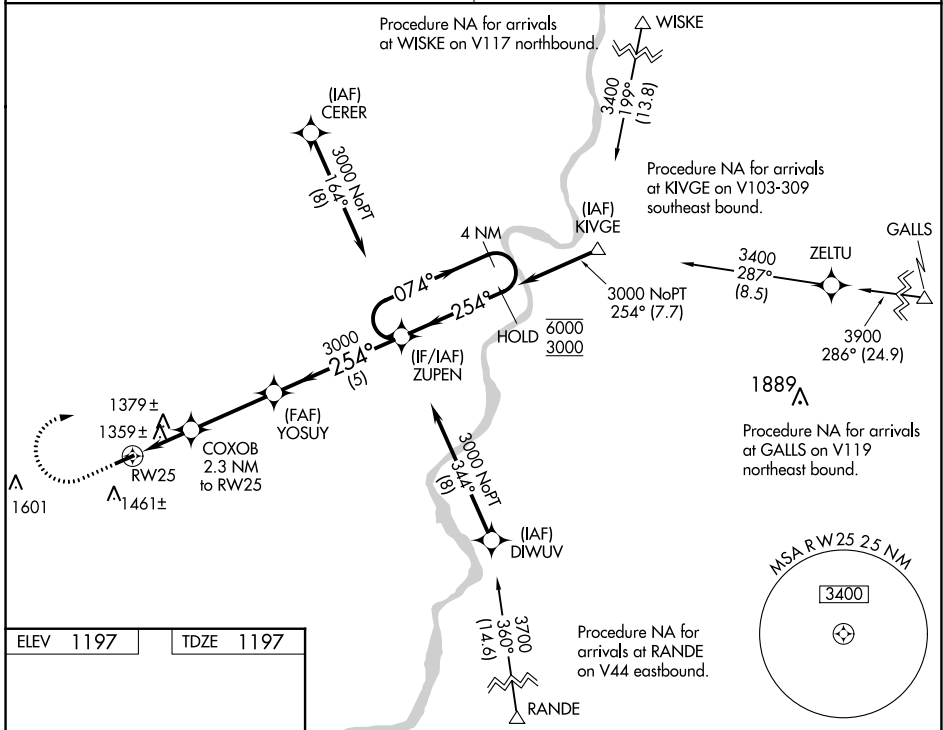 Procedure NA for arrivals
at WISKE on V117 northbound.
WISKE
3400
199°
(13.8)
(IAF)
CERER
3000 NoPT
164°
(8)
Procedure NA for arrivals
at KIVGE on V103-309
southeast bound.
(IAF)
KIVGE
4 NM
GALLS
ZELTU
3400
287°
(8.5)
3000 NoPT
254° (7.7)
3900
286° (24.9)
074°
254°
HOLD
6000
3000
(IF/IAF)
ZUPEN
3000
254°
(5)
(FAF)
YOSUY
1889
1379±
1359±
COXOB
2.3 NM
to RW25
RW25
1601
1461±
Procedure NA for arrivals
at GALLS on V119
northeast bound.
3000 NoPT
344°
(8)
(IAF)
DIWUV
MSA RW25 25 NM
3400
3700
360°
(14.6)
Procedure NA for
arrivals at RANDE
on V44 eastbound.
RANDE
ELEV 1197
TDZE 1197